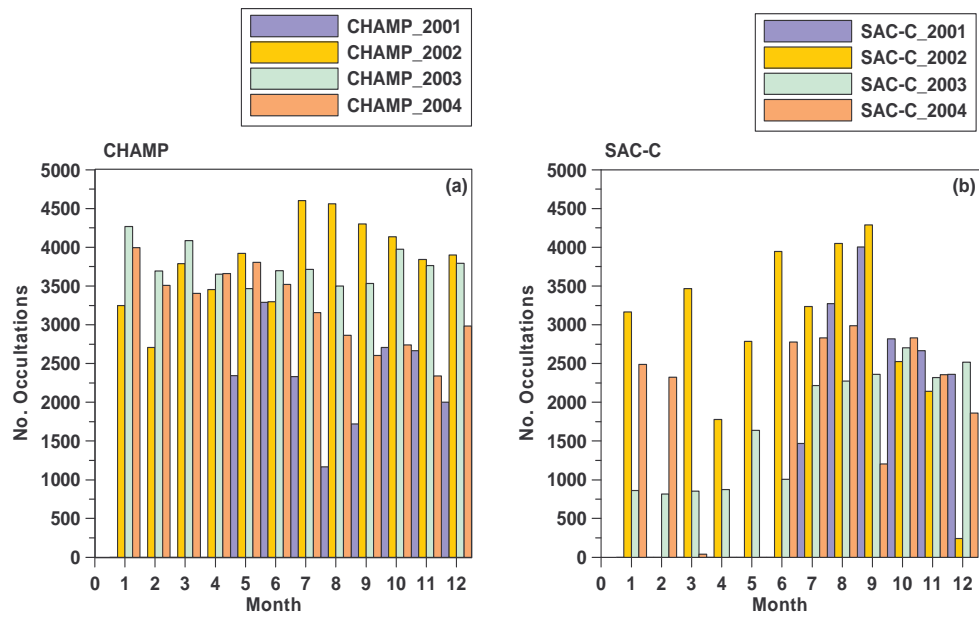 CHAMP_2001
CHAMP_2002
CHAMP_2003
CHAMP_2004
CHAMP
(a)
5000
4500
4000
3500
3000
2500
2000
1500
1000
500
0
No. Occultations
0 1 2 3 4 5 6 7 8 9 10 11 12
Month
SAC-C_2001
SAC-C_2002
SAC-C_2003
SAC-C_2004
SAC-C
(b)
5000
4500
4000
3500
3000
2500
2000
1500
1000
500
0
No. Occultations
0 1 2 3 4 5 6 7 8 9 10 11 12
Month